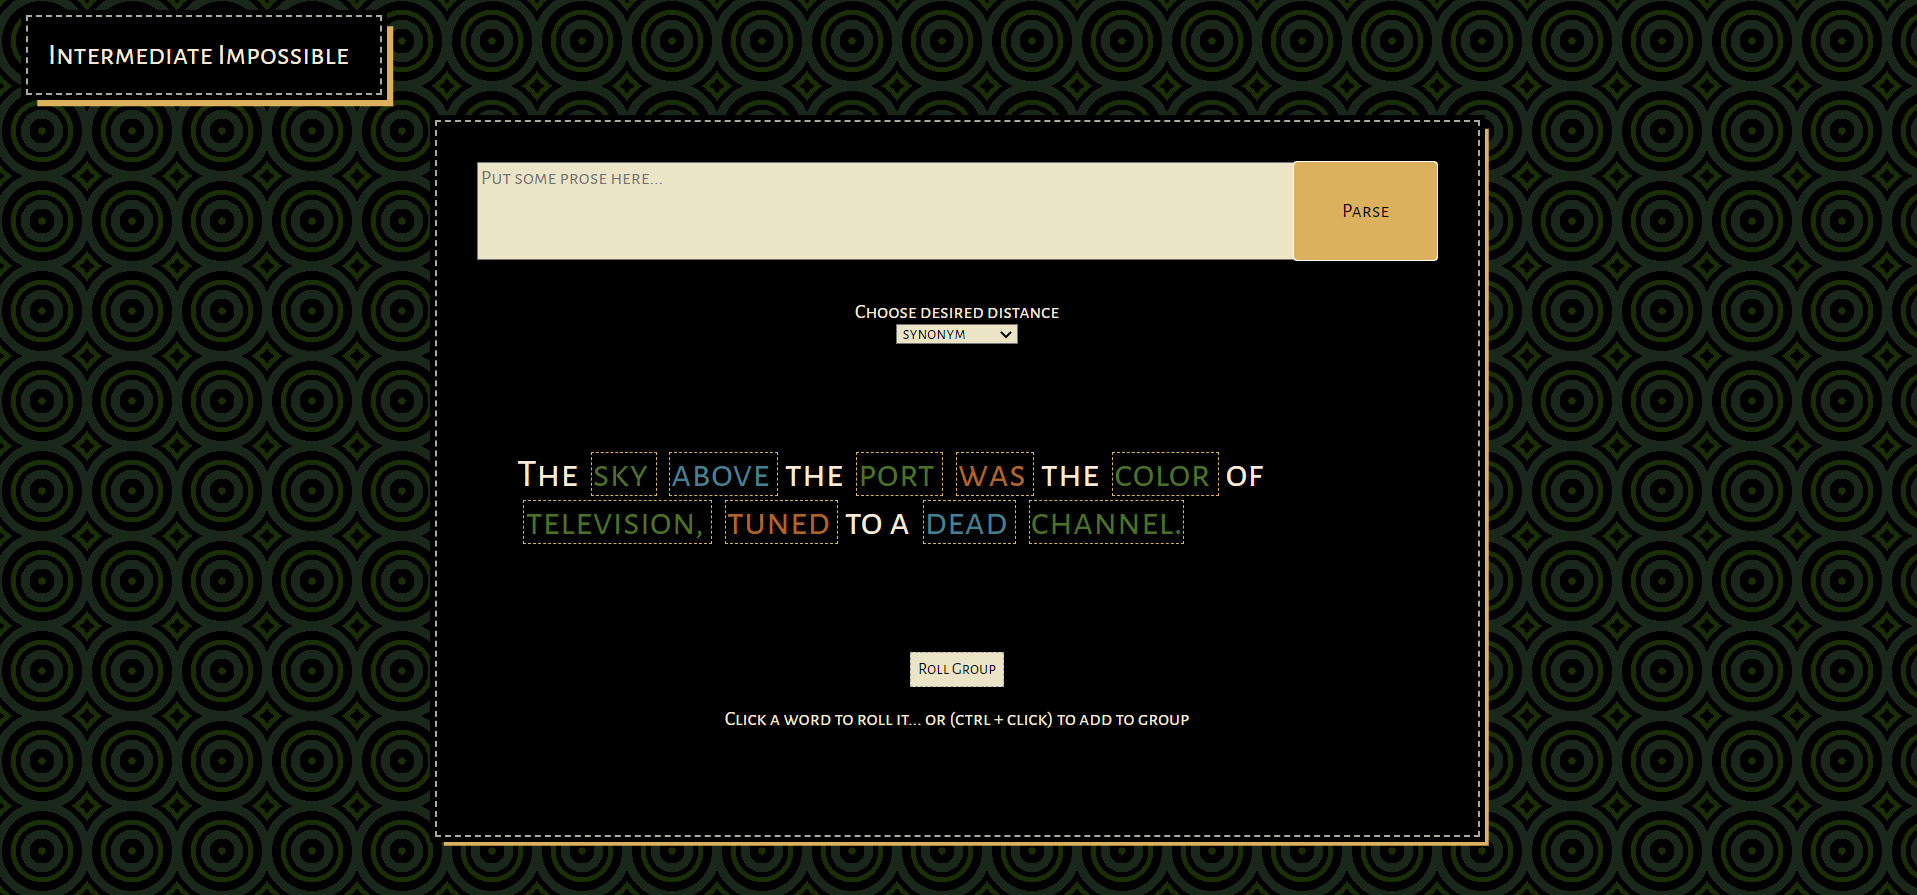 Intermediate Impossible
Put some prose here...
Parse
Choose desired distance
synonym
The sky above the port was the color of
television, tuned to a dead channel.
Roll Group
Click a word to roll it... or (ctrl + click) to add to group